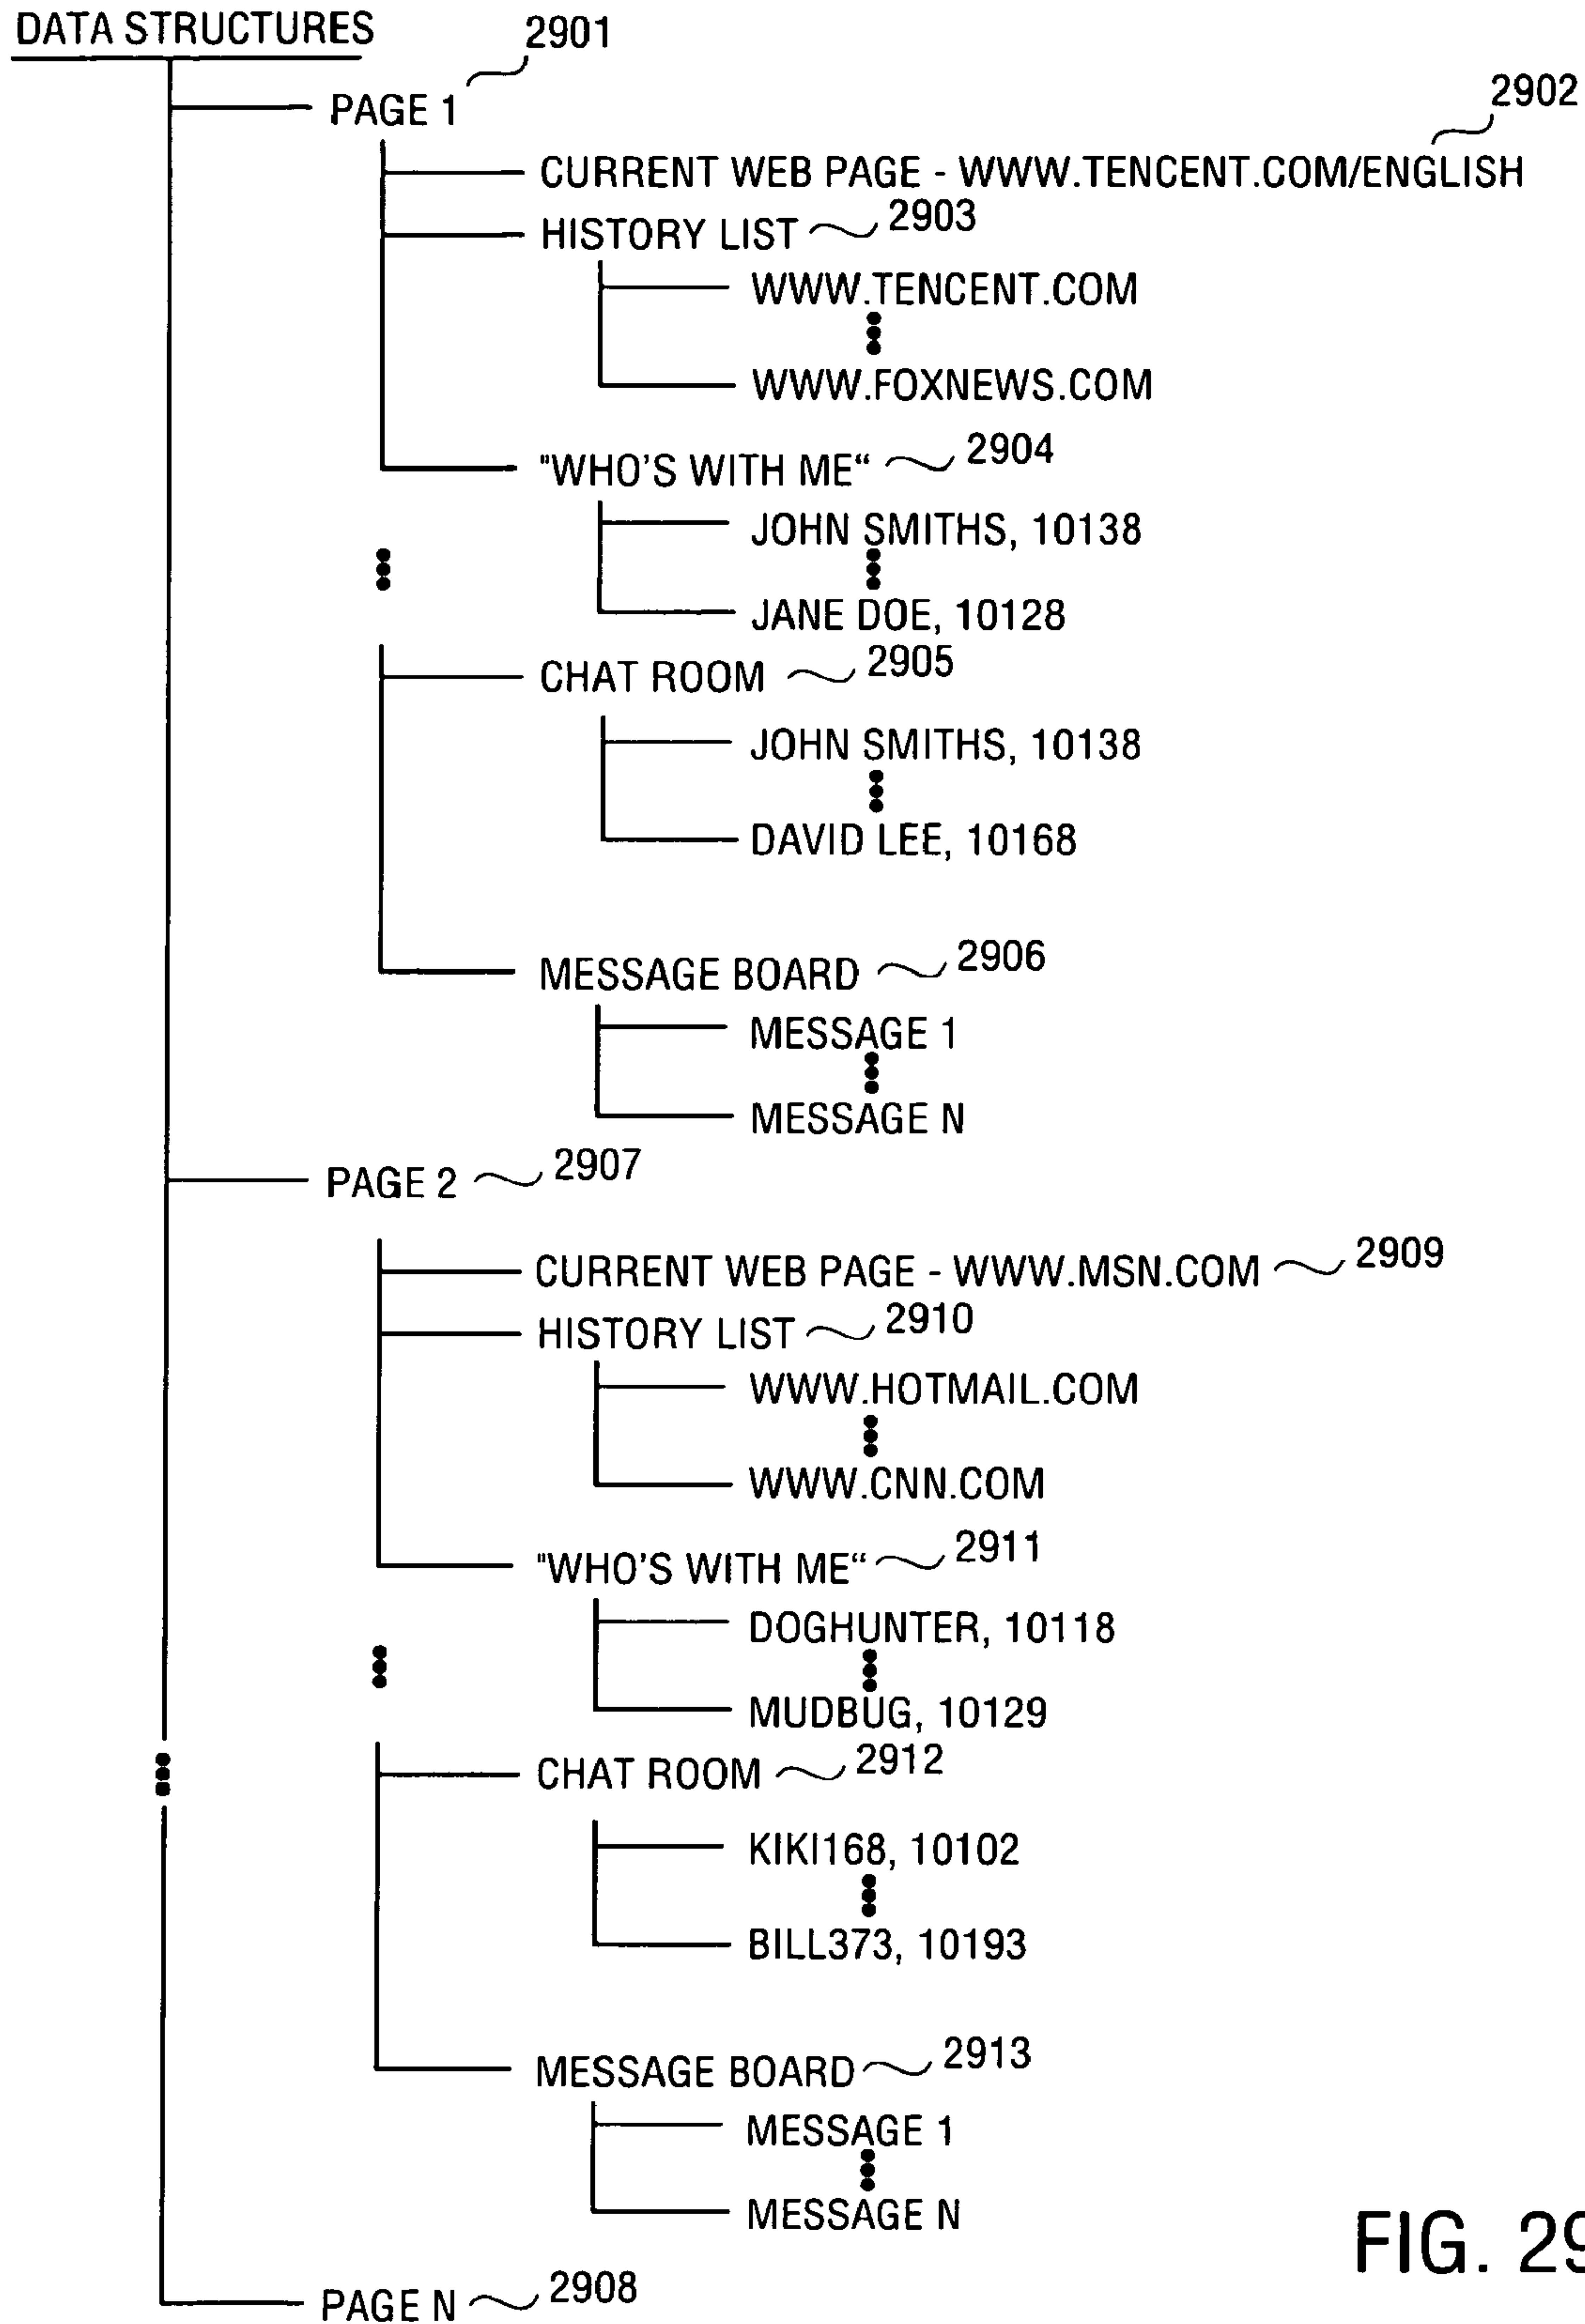 DATA STRUCTURES
2901
PAGE 1
2902
CURRENT WEB PAGE - WWW.TENCENT.COM/ENGLISH
HISTORY LIST 2903
WWW.TENCENT.COM
WWW.FOXNEWS.COM
"WHO'S WITH ME“ 2904
JOHN SMITHS, 10138
JANE DOE, 10128
CHAT ROOM 2905
JOHN SMITHS, 10138
DAVID LEE, 10168
MESSAGE BOARD 2906
MESSAGE 1
MESSAGE N
PAGE 2 2907
CURRENT WEB PAGE - WWW.MSN.COM 2909
HISTORY LIST 2910
WWW.HOTMAIL.COM
WWW.CNN.COM
"WHO'S WITH ME“ 2911
DOGHUNTER, 10118
MUDBUG, 10129
CHAT ROOM 2912
KIKI168, 10102
BILL373, 10193
MESSAGE BOARD 2913
MESSAGE 1
MESSAGE N
FIG. 29
PAGE N 2908